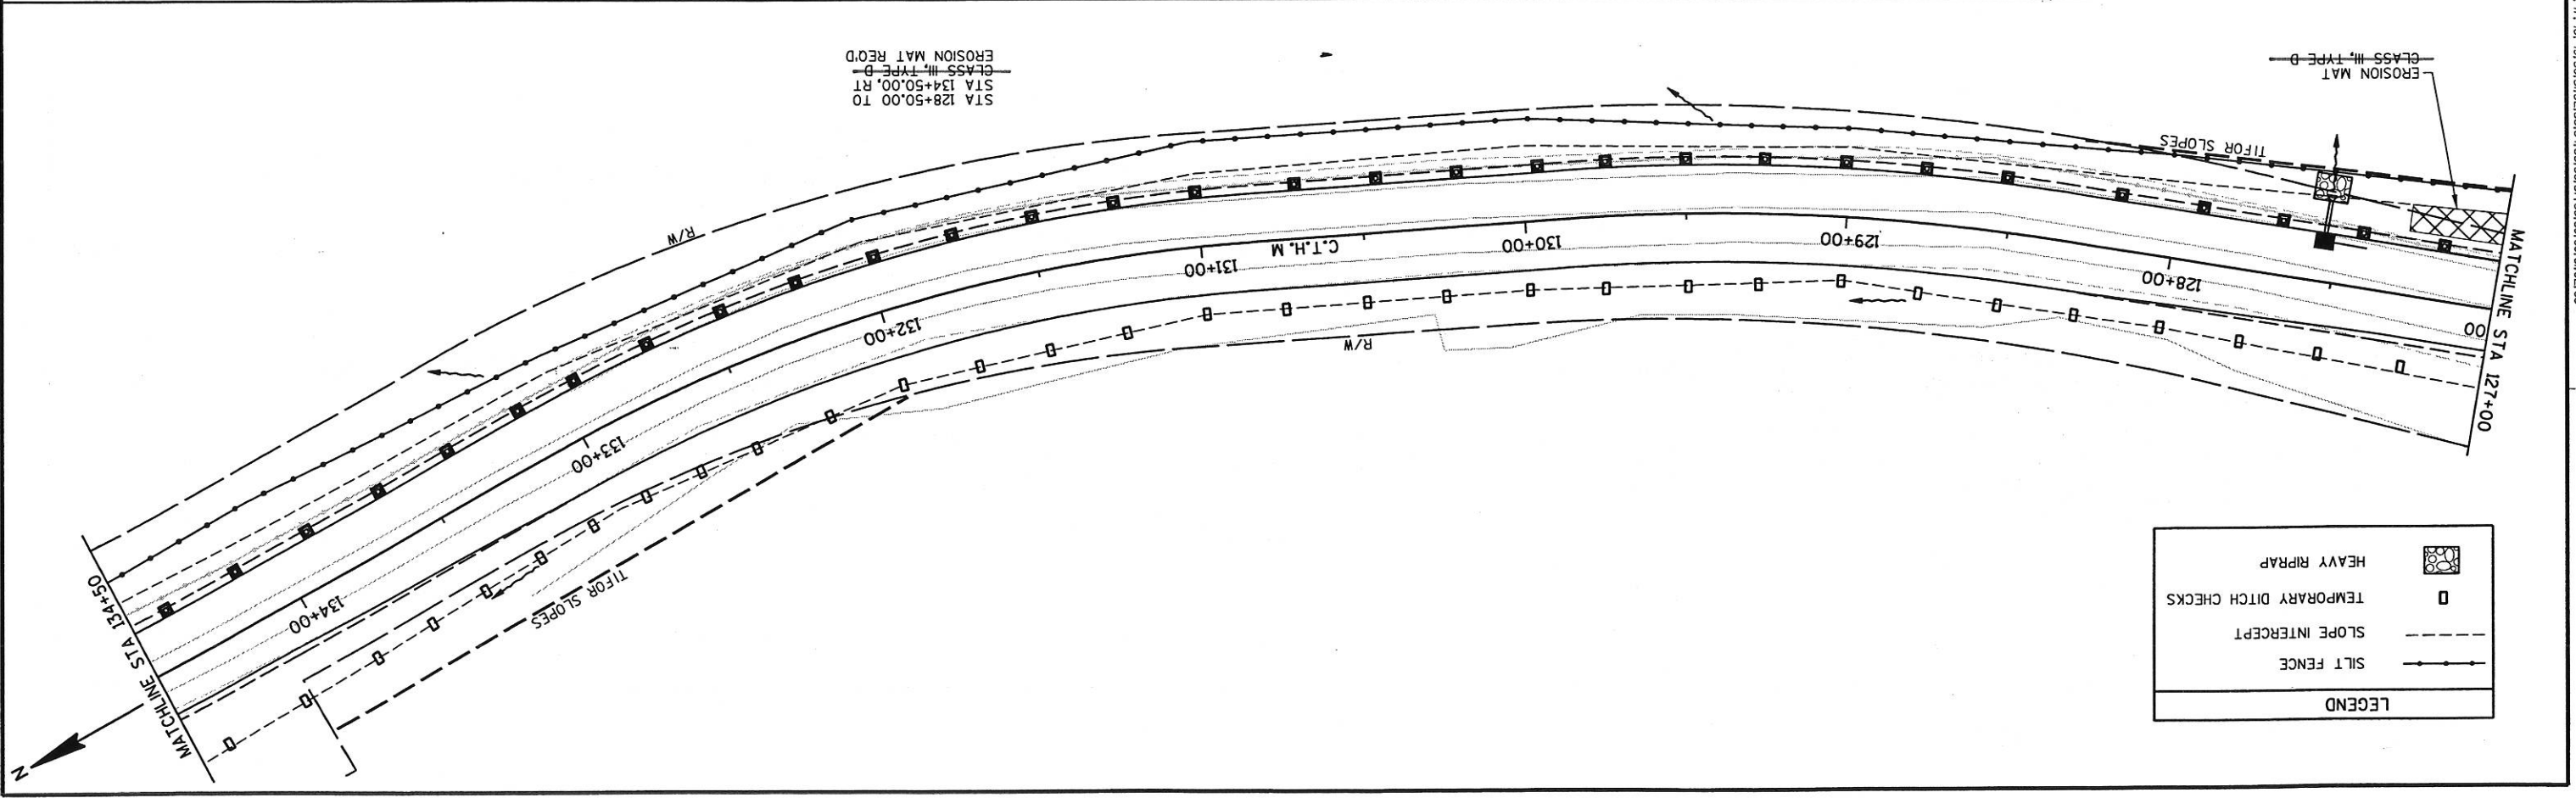 LEGEND
SILT FENCE
SLOPE INTERCEPT
TEMPORARY DITCH CHECKS
HEAVY RIPRAP
N
MATCHLINE STA 134+50
MATCHLINE STA 127+00
TIFOR SLOPES
134+00
133+00
132+00
131+00
C.T.H. M
130+00
129+00
128+00
00
R/W
R/W
TIFOR SLOPES
EROSION MAT
CLASS III, TYPE D
STA 128+50.00 TO
STA 134+50.00, RT
CLASS III, TYPE D
EROSION MAT REQ'D